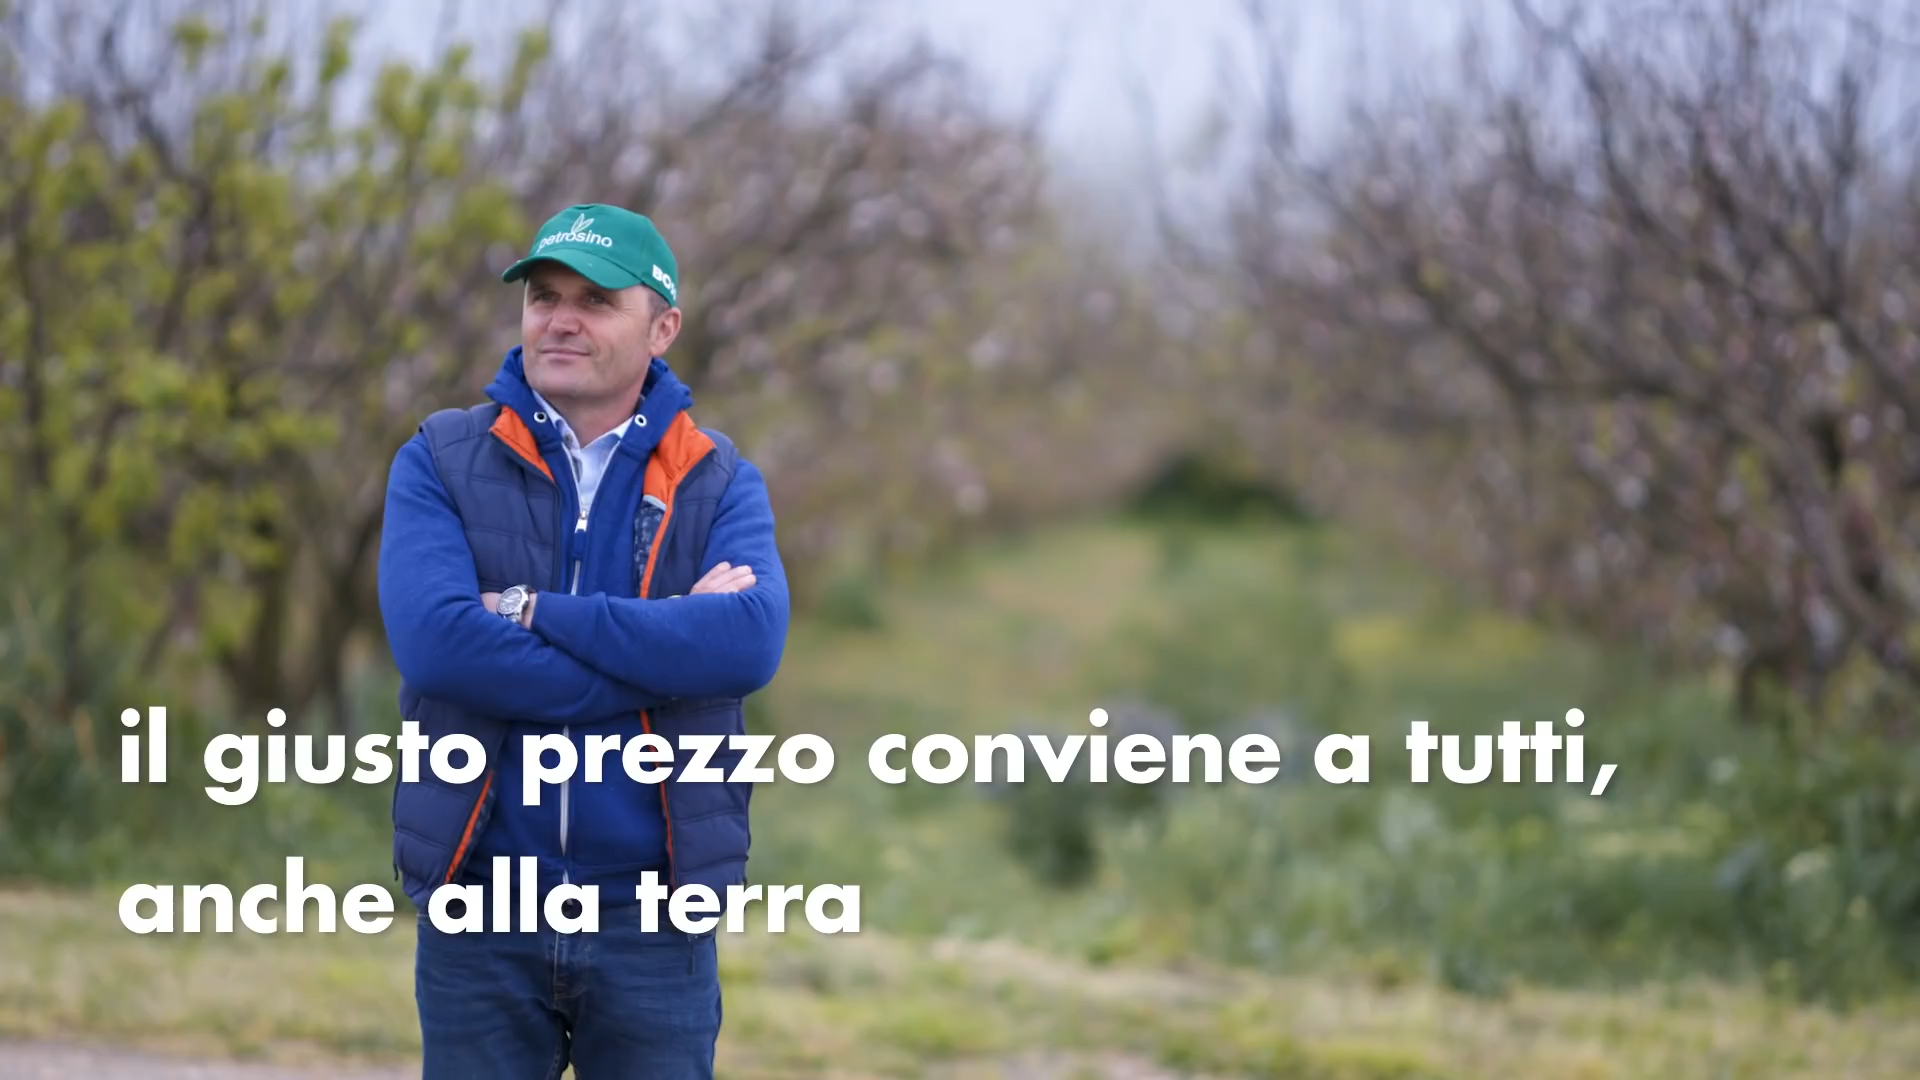 petrosino
il giusto prezzo conviene a tutti,
anche alla terra